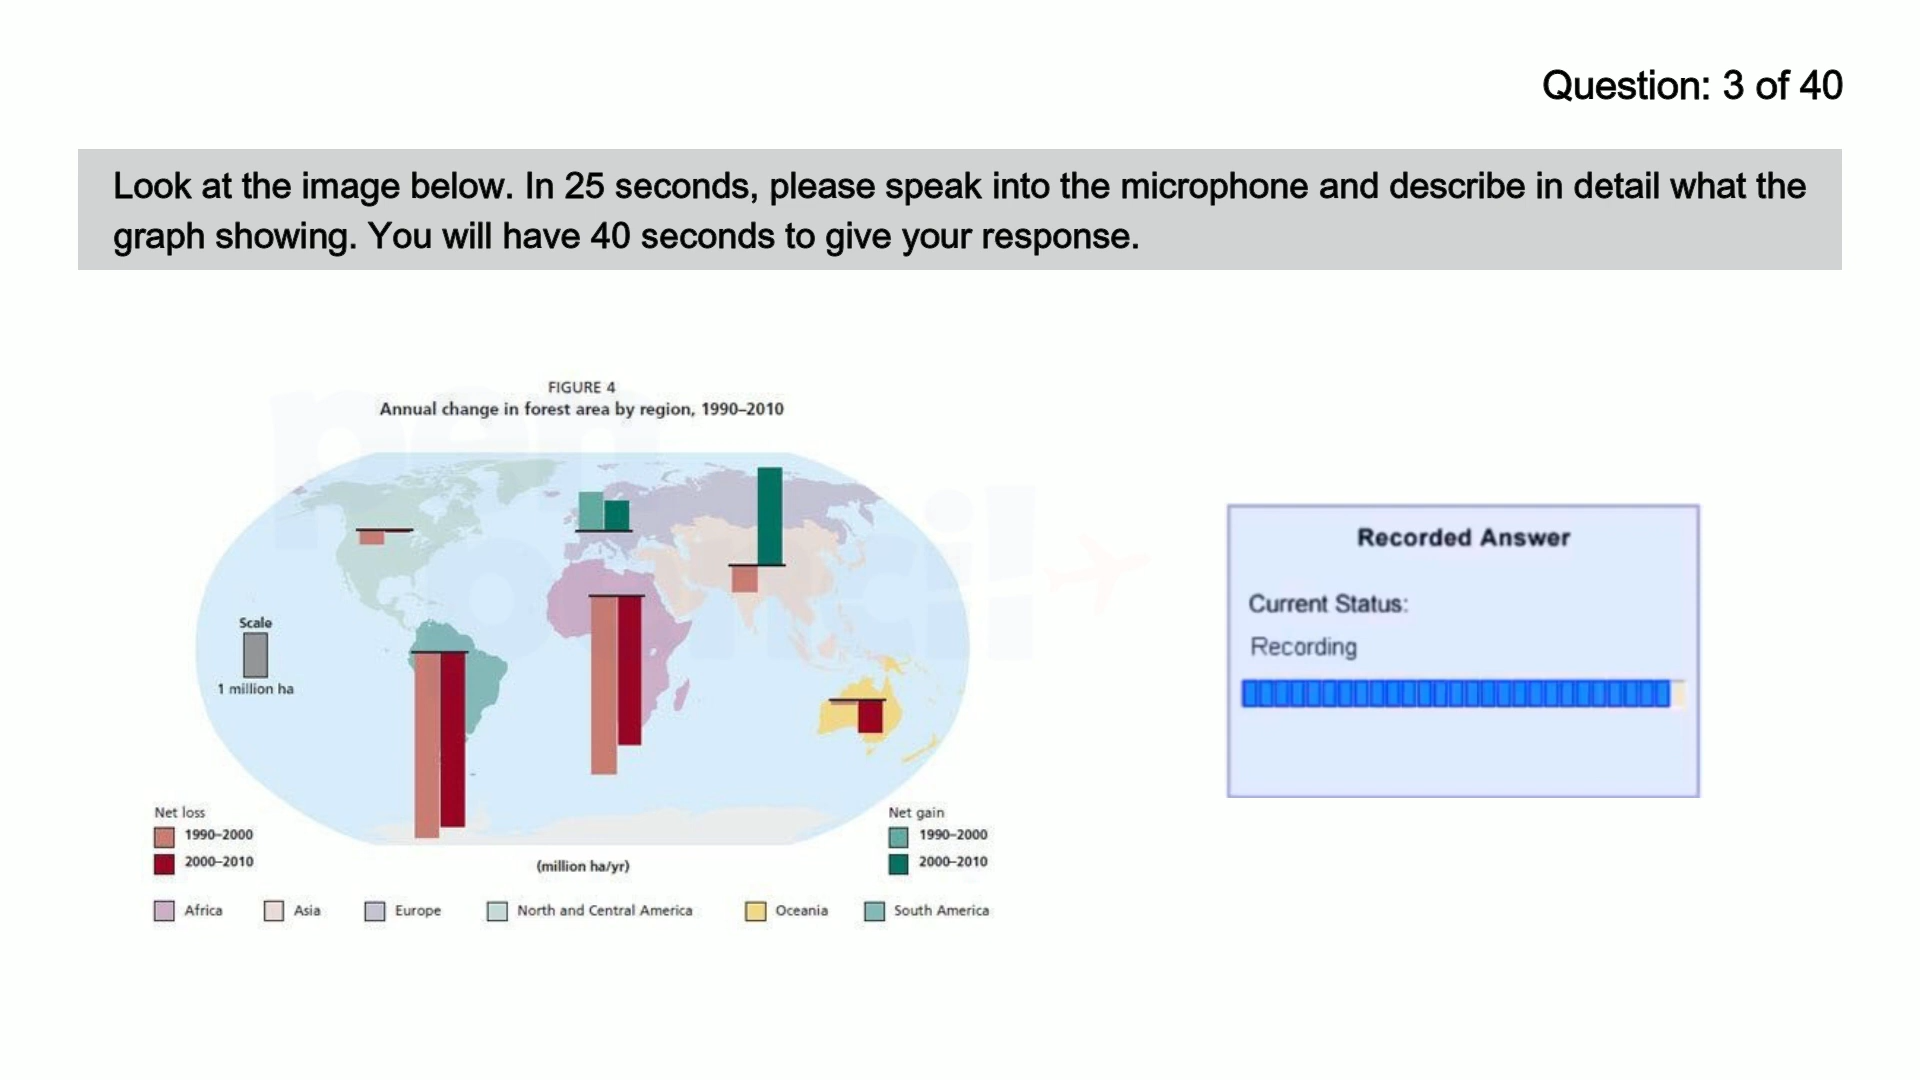 Question: 3 of 40
Look at the image below. In 25 seconds, please speak into the microphone and describe in detail what the
graph showing. You will have 40 seconds to give your response.
FIGURE 4
Annual change in forest area by region, 1990–2010
Scale
1 million ha
Net loss
1990–2000
2000–2010
Net gain
1990–2000
2000–2010
(million ha/yr)
Africa
Asia
Europe
North and Central America
Oceania
South America
Recorded Answer
Current Status:
Recording